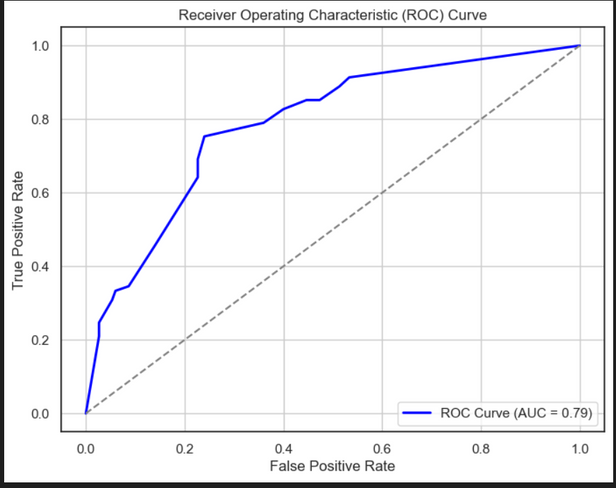 Receiver Operating Characteristic (ROC) Curve
1.0
0.8
0.6
0.4
0.2
0.0
True Positive Rate
ROC Curve (AUC = 0.79)
0.0 0.2 0.4 0.6 0.8 1.0
False Positive Rate